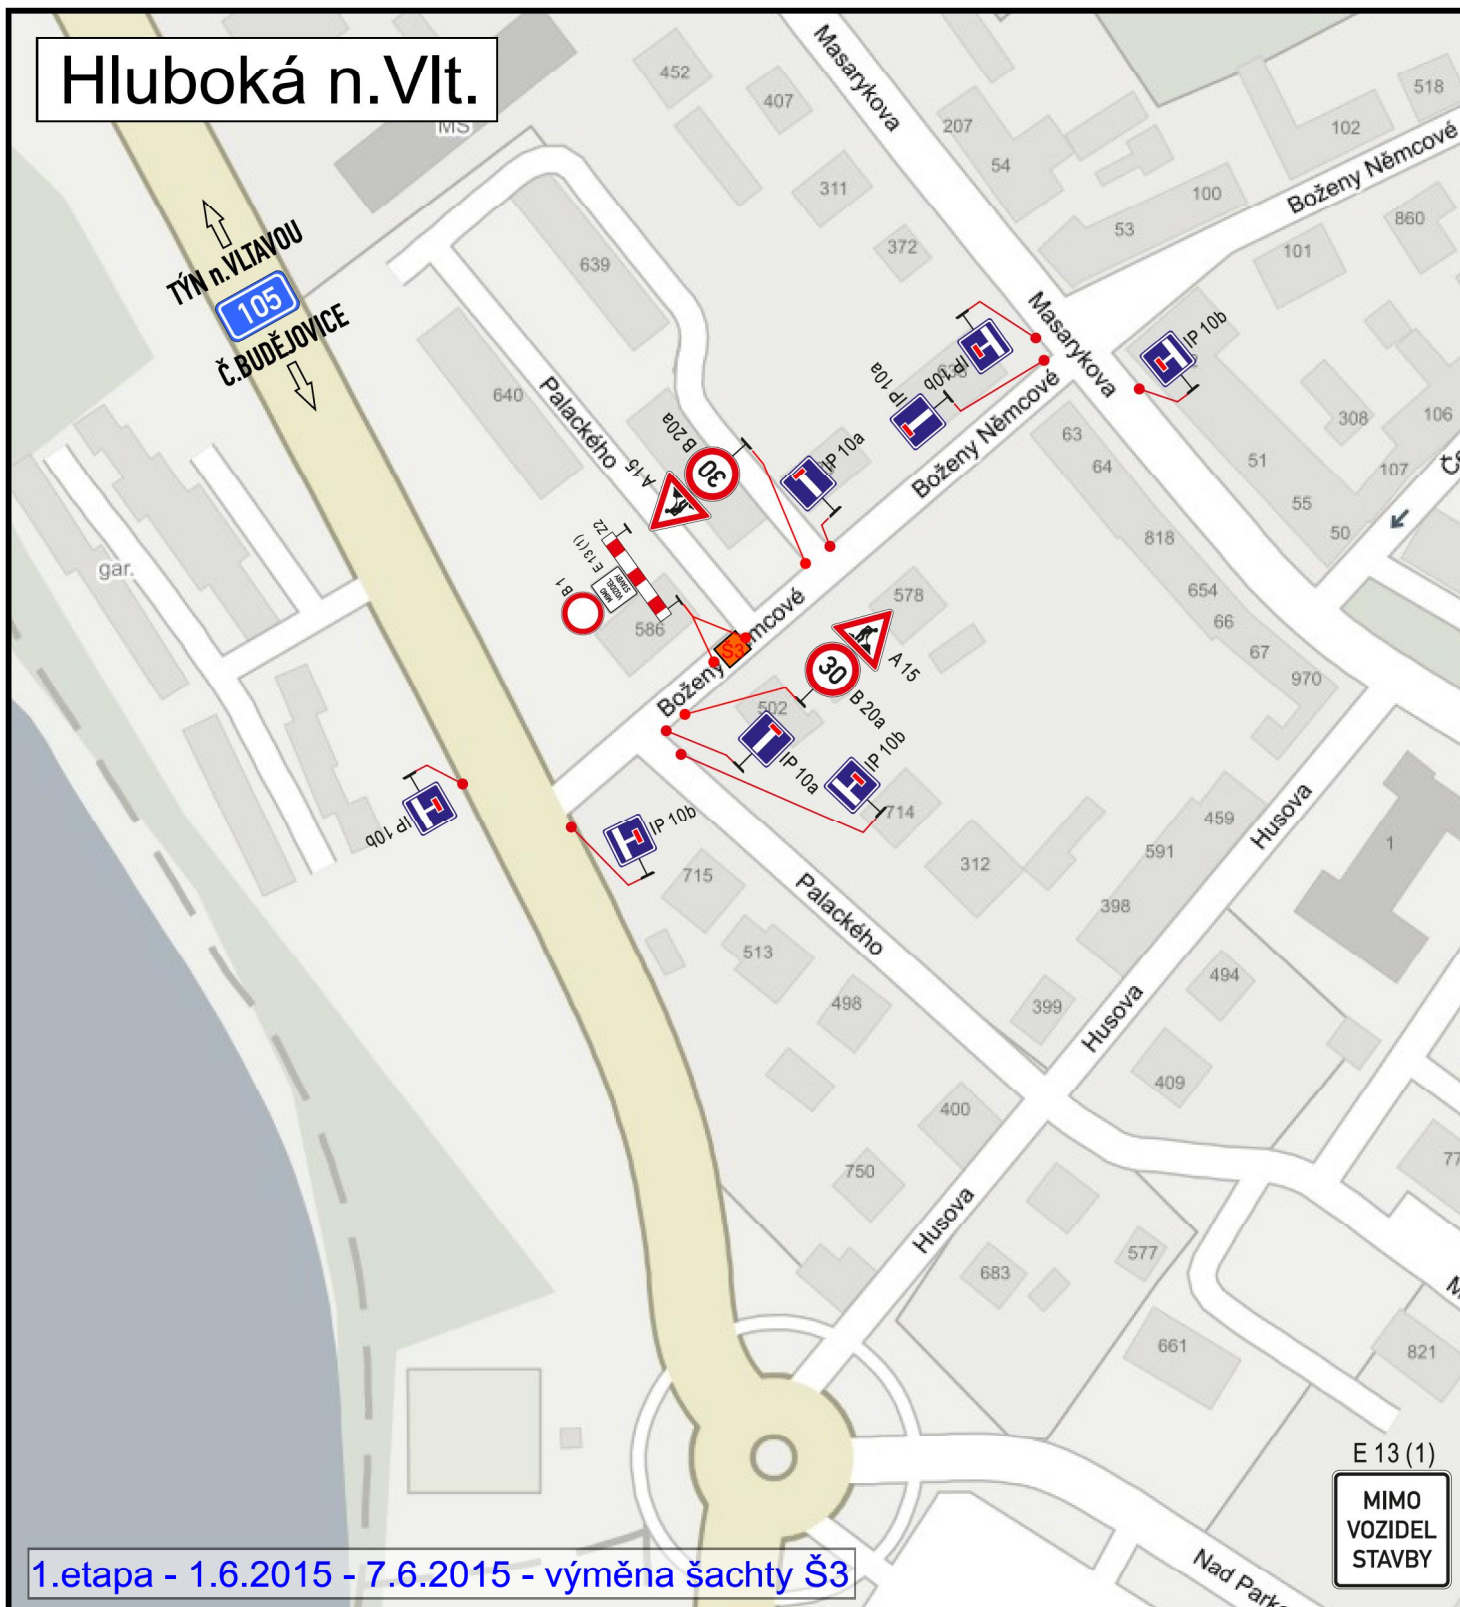 Hluboká n.Vlt.
MŠ
452
407
Masarykova
207
54
518
102
Boženy Němcové
311
100
53
860
101
372
639
TÝN n.VLTAVOU
105
Č.BUDĚJOVICE
Masarykova
IP 10b
IP 10b
IP 10a
640
Palackého
B 20a
30
A 15
IP 10a
Boženy Němcové
63
64
308
106
107
51
55
50
818
gar.
Z2
E 13 (1)
MIMO
VOZIDEL
STAVBY
B 1
586
578
654
66
67
970
Š3
Boženy
A 15
30
B 20a
502
IP 10a
IP 10b
714
IP 10b
IP 10b
715
312
459
591
398
Husova
1
Palackého
513
498
399
494
Husova
409
400
750
Husova
577
683
661
821
E 13 (1)
MIMO
VOZIDEL
STAVBY
1.etapa - 1.6.2015 - 7.6.2015 - výměna šachty Š3